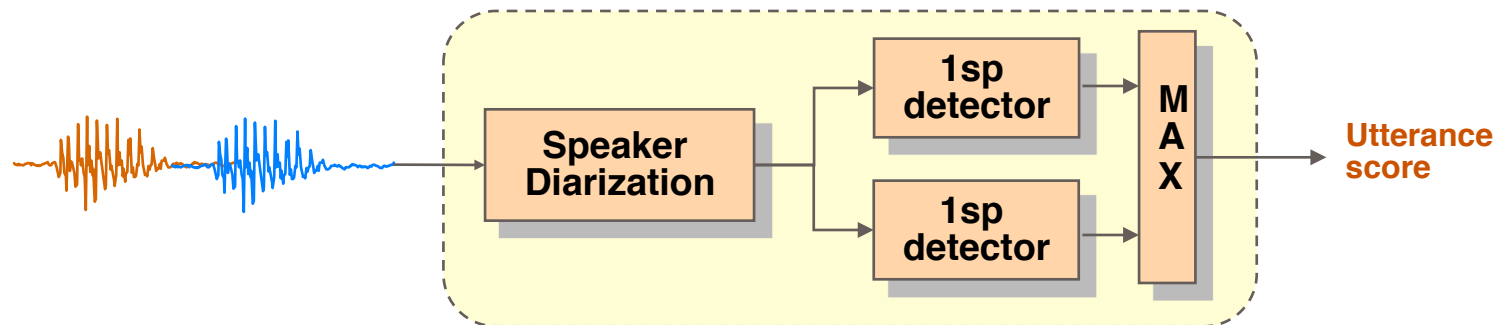 Speaker
Diarization
1sp
detector
1sp
detector
M
A
X
Utterance
score